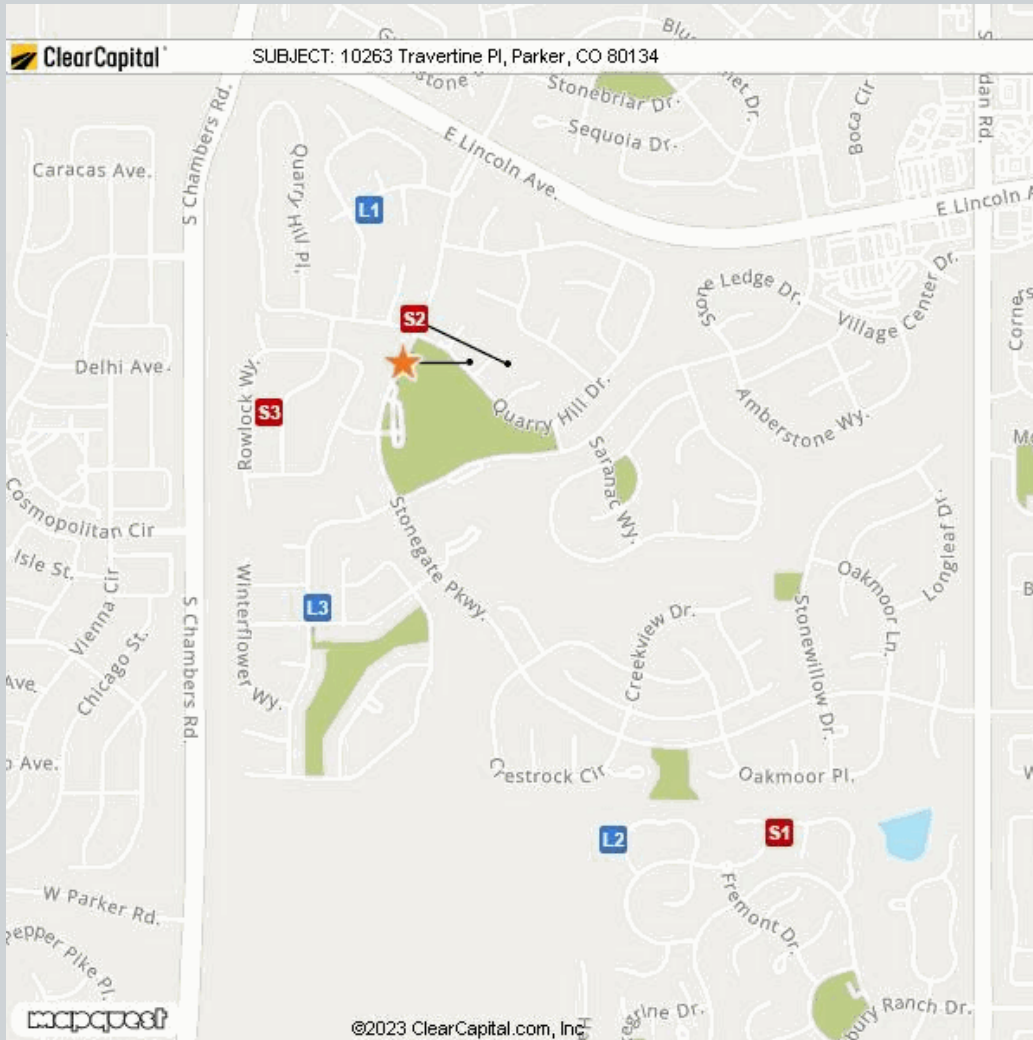 ClearCapital
SUBJECT: 10263 Travertine Pl, Parker, CO 80134
Stonebriar Dr.
Sequoia Dr.
Boca Cir
S Chambers Rd.
E Lincoln Ave.
Caracas Ave.
Quarry Hill Pl.
L1
E Lincoln A
Stone Ledge Dr.
Village Center Dr.
S2
Delhi Ave.
Rowlock Wy.
S3
Quarry Hill Dr.
Amberstone Wy.
Saranac Wy.
Cosmopolitan Cir
Stonegate Pkwy.
Longleaf Dr.
Isle St.
Vienna Cir
Winterflower Wy.
L3
Oakmoor Ln.
Stonewillow Dr.
Creekview Dr.
Chicago St.
S Chambers Rd.
Ave.
Ave.
Crestrock Cir
Oakmoor Pl.
L2
S1
W Parker Rd.
Fremont Dr.
Pepper Pike Pl.
bury Ranch Dr.
egrine Dr.
mapquest
©2023 ClearCapital.com, Inc